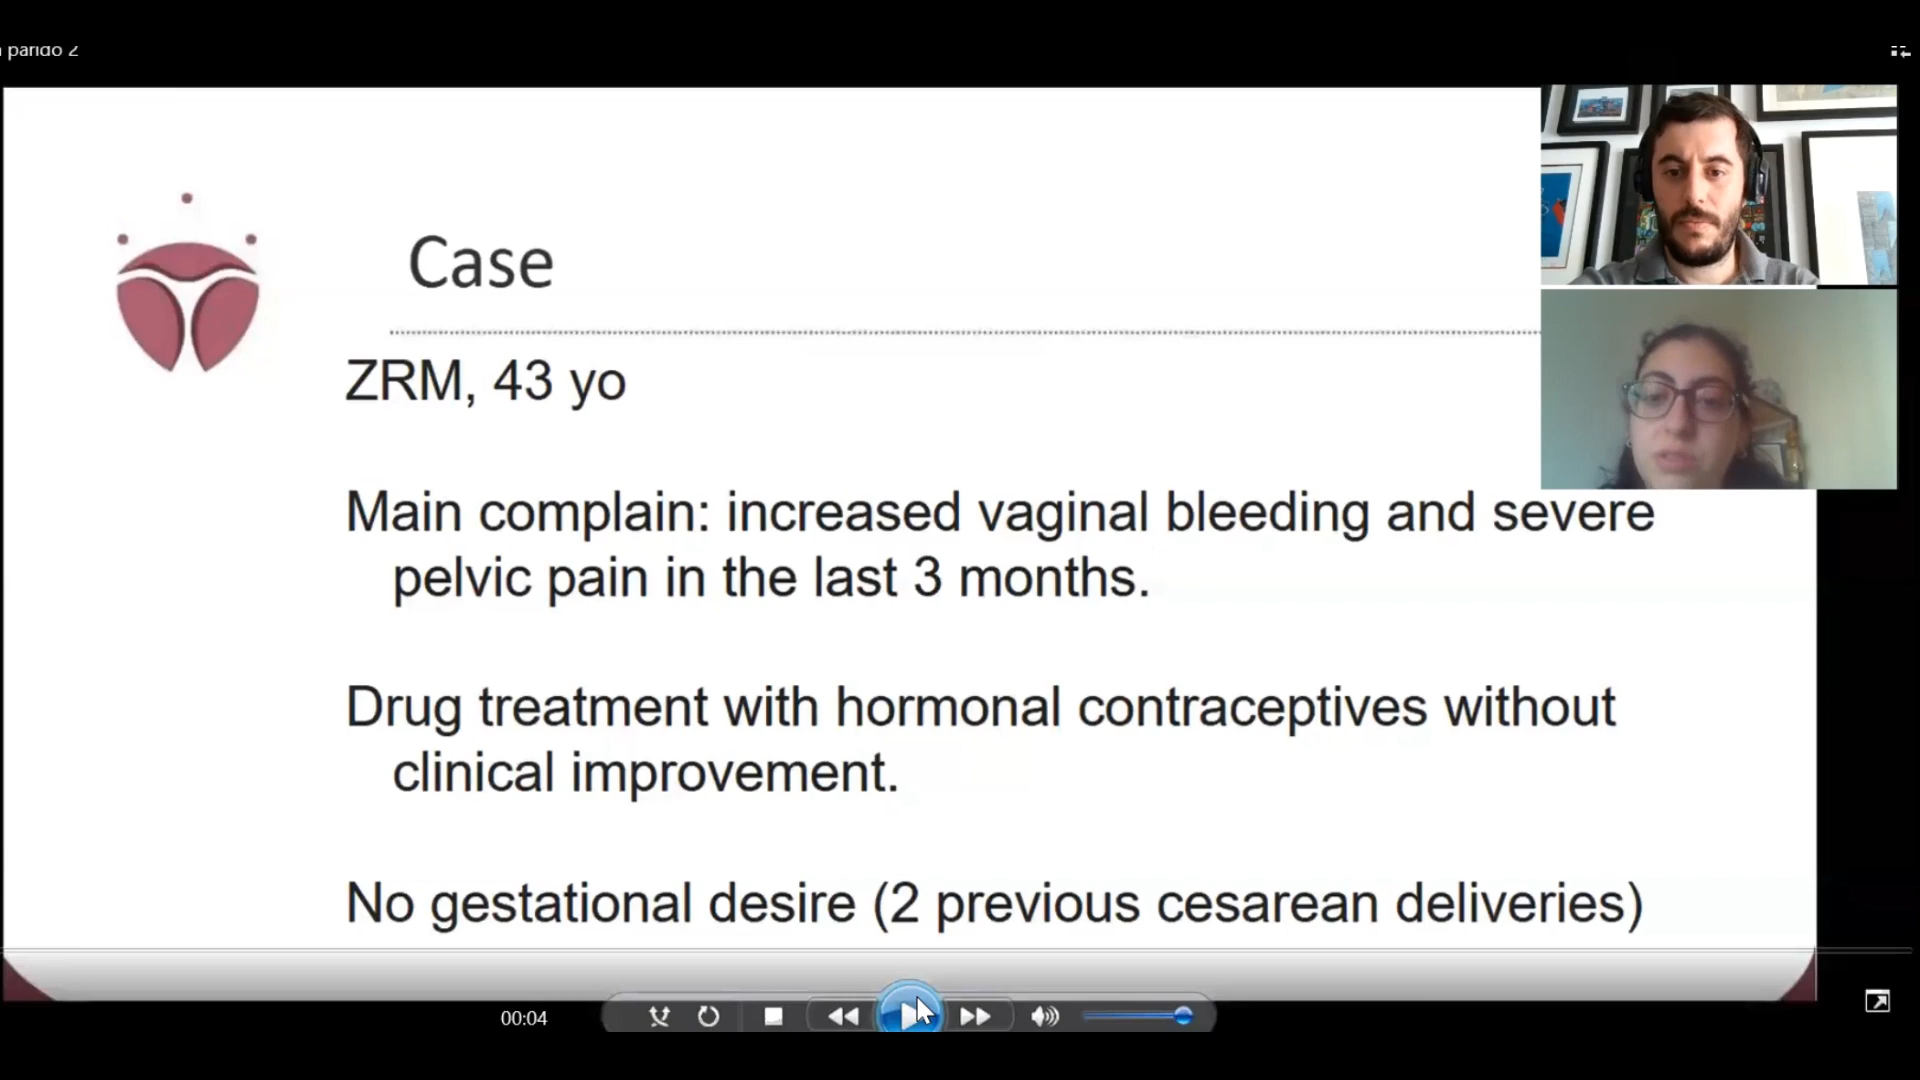 parido 2
Case
ZRM, 43 yo
Main complain: increased vaginal bleeding and severe
pelvic pain in the last 3 months.
Drug treatment with hormonal contraceptives without
clinical improvement.
No gestational desire (2 previous cesarean deliveries)
00:04